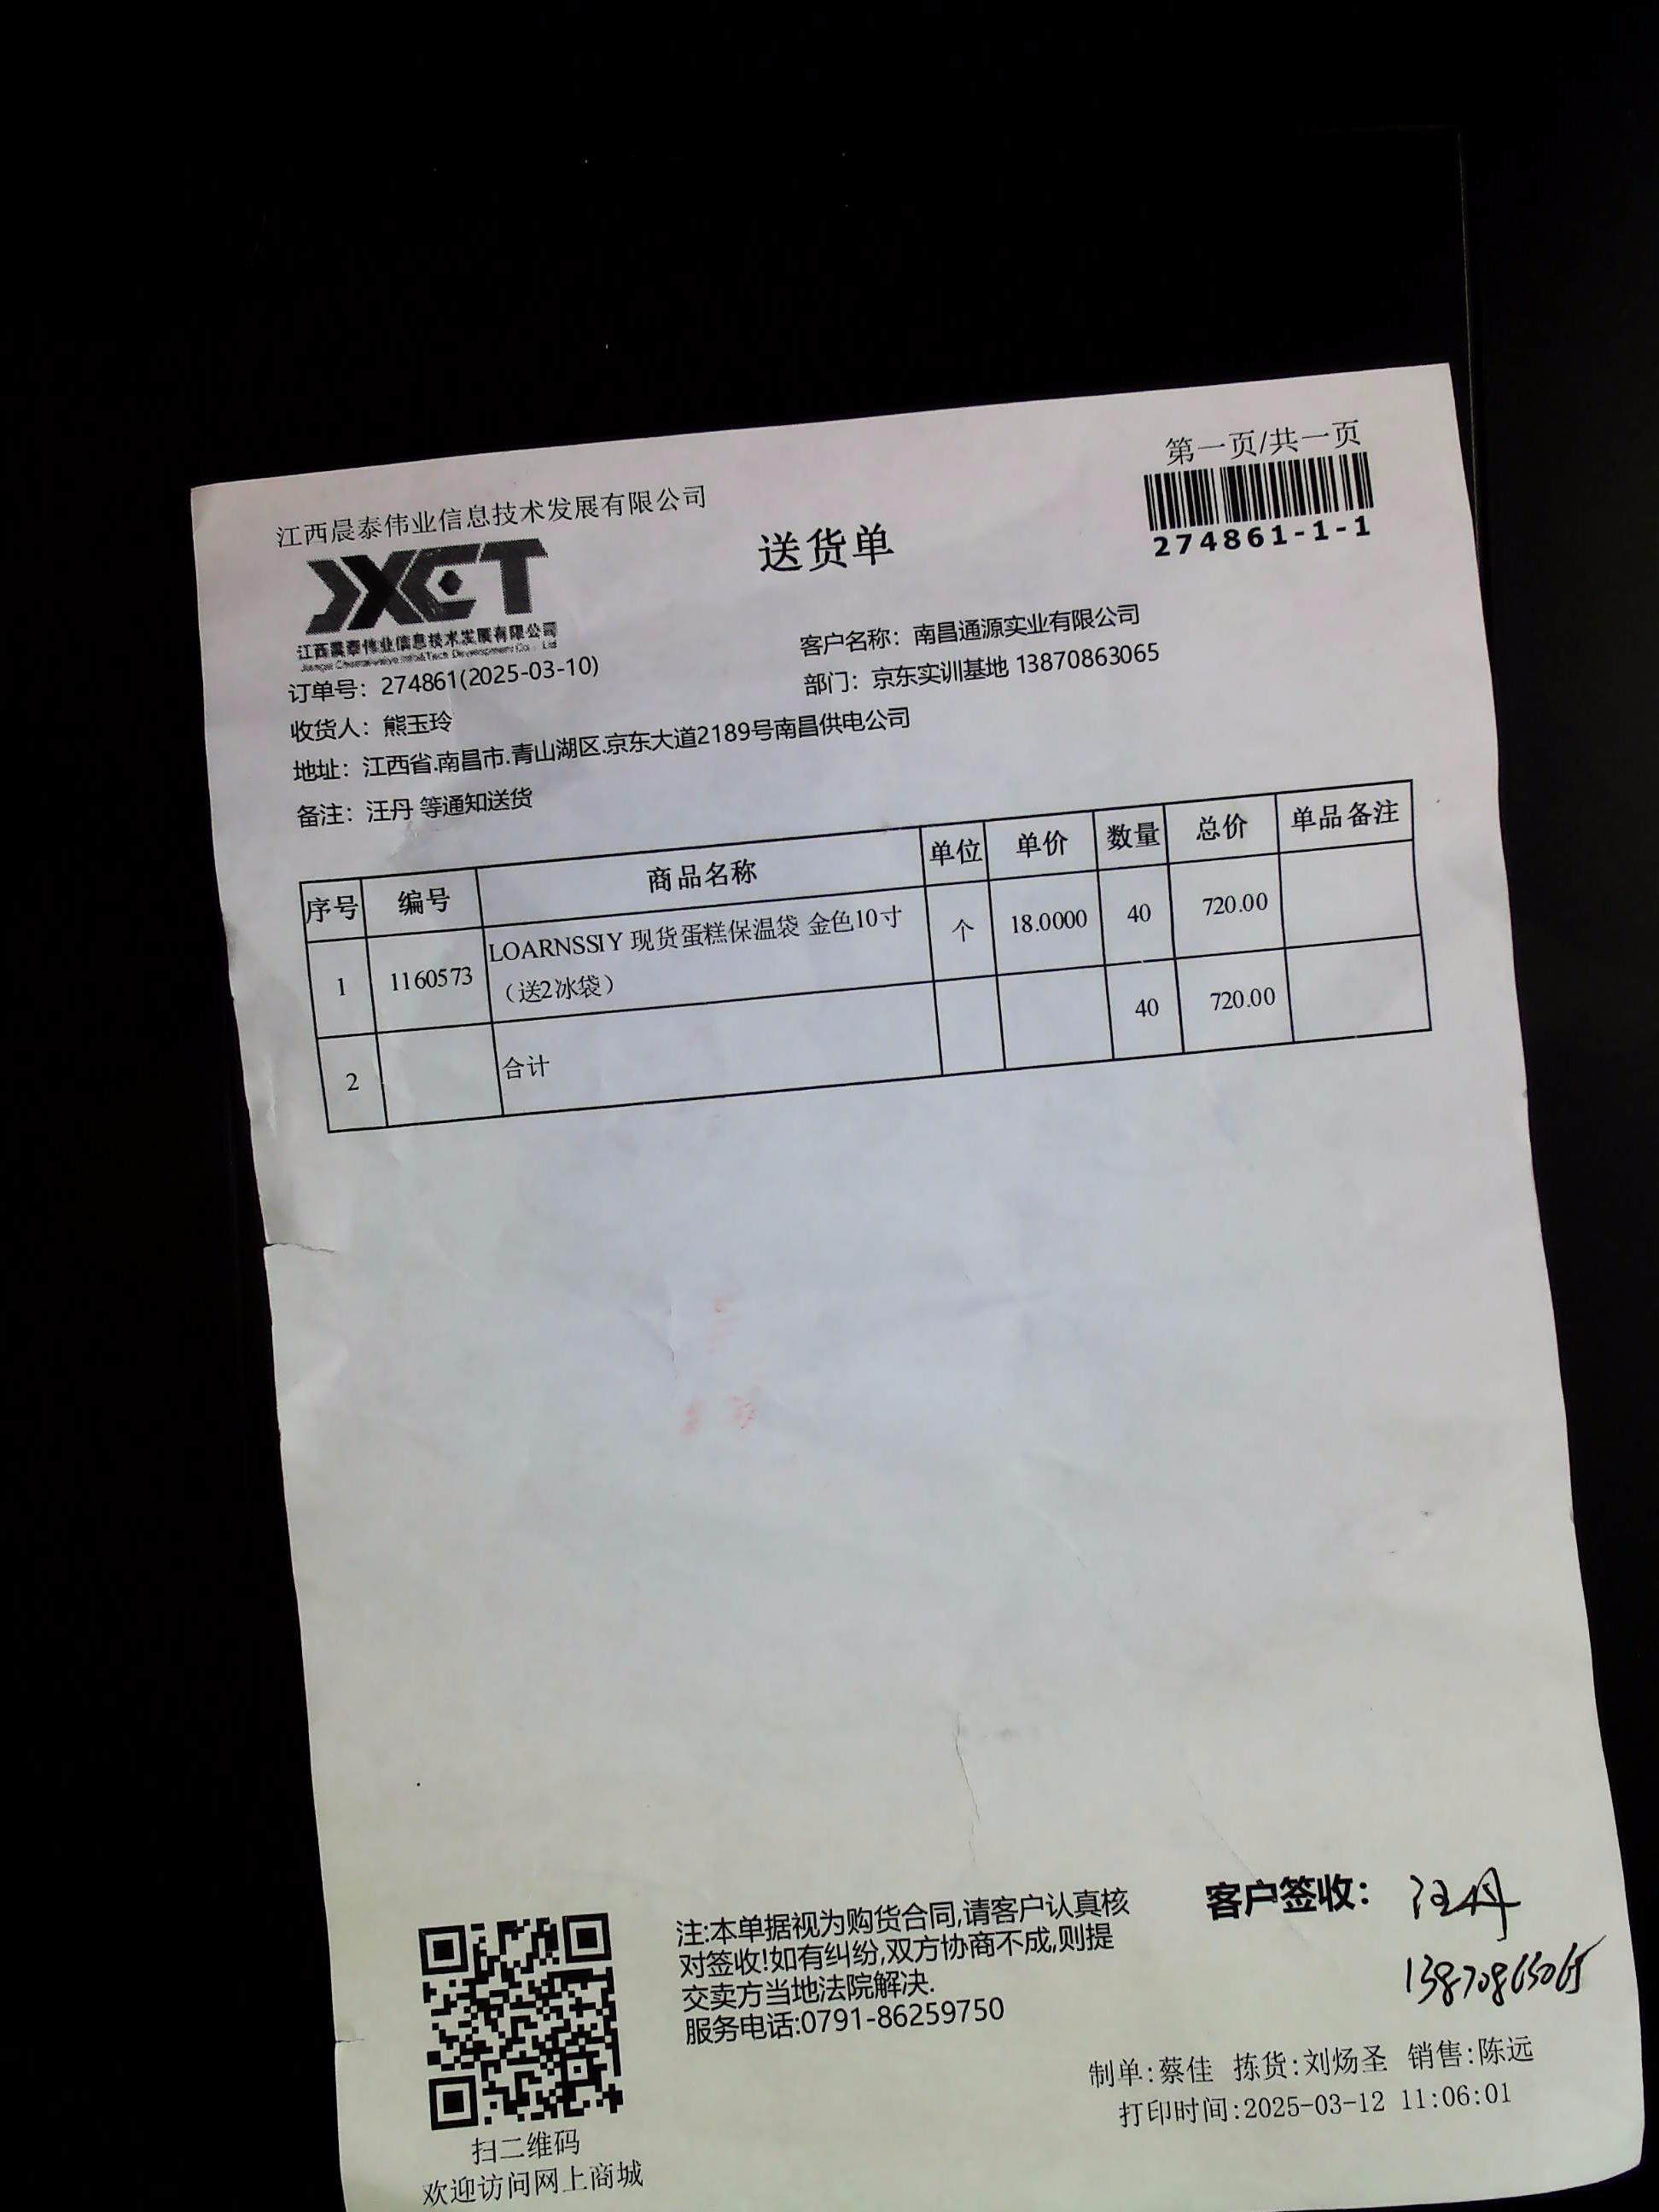 第一页/共一页
江西晨泰伟业信息技术发展有限公司
送货单
274861-1-1
JXCT
江西晨泰伟业信息技术发展有限公司
客户名称：南昌通源实业有限公司
订单号：274861(2025-03-10)
部门：京东实训基地 13870863065
收货人：熊玉玲
地址：江西省.南昌市.青山湖区.京东大道2189号南昌供电公司
备注：汪丹 等通知送货
序号 编号 商品名称 单位 单价 数量 总价 单品备注
1 1160573 LOARNSSIY 现货蛋糕保温袋 金色10寸 个 18.0000 40 720.00
（送2冰袋）
2 合计 40 720.00
注:本单据视为购货合同,请客户认真核
对签收!如有纠纷,双方协商不成,则提
交卖方当地法院解决.
服务电话:0791-86259750
客户签收：汪丹
13870863065
制单:蔡佳 拣货:刘炀圣 销售:陈远
打印时间:2025-03-12 11:06:01
扫二维码
欢迎访问网上商城